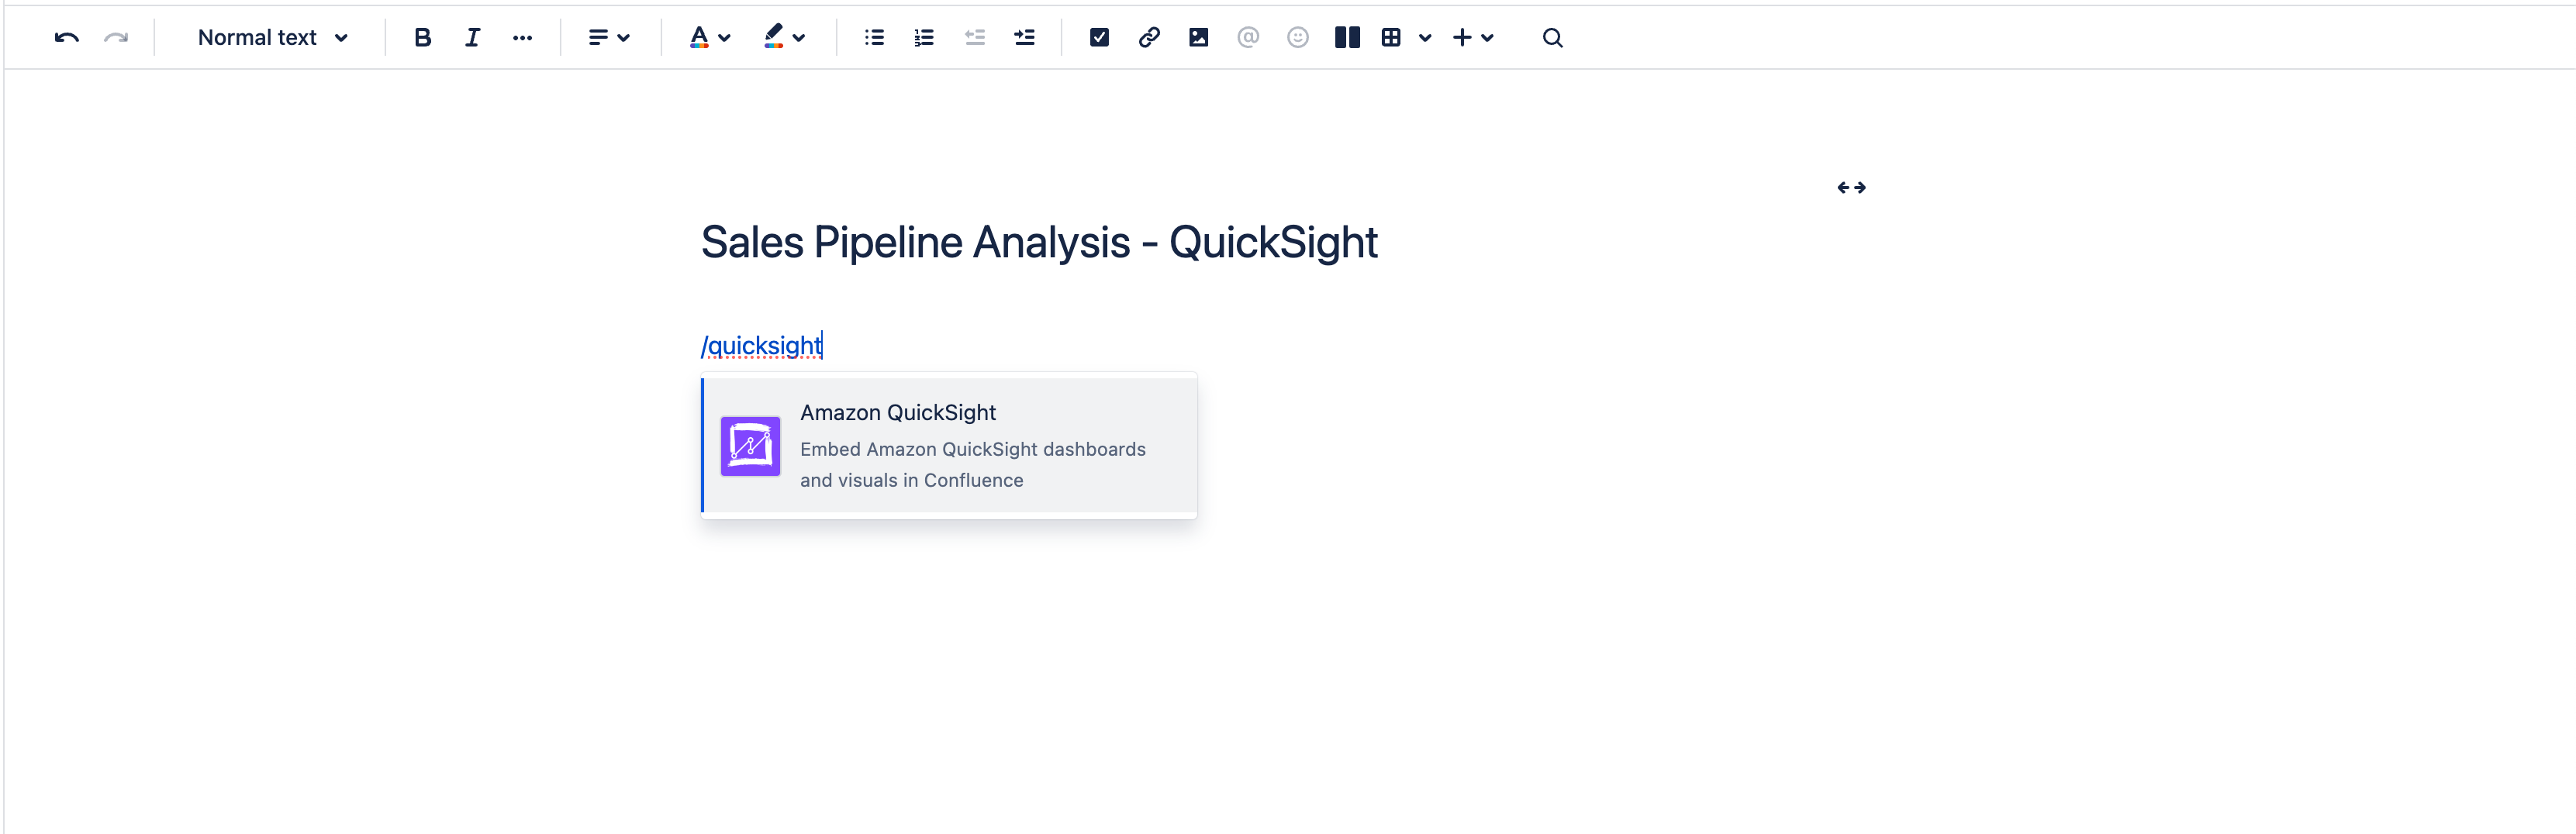 Normal text
Sales Pipeline Analysis - QuickSight
/quicksight
Amazon QuickSight
Embed Amazon QuickSight dashboards
and visuals in Confluence